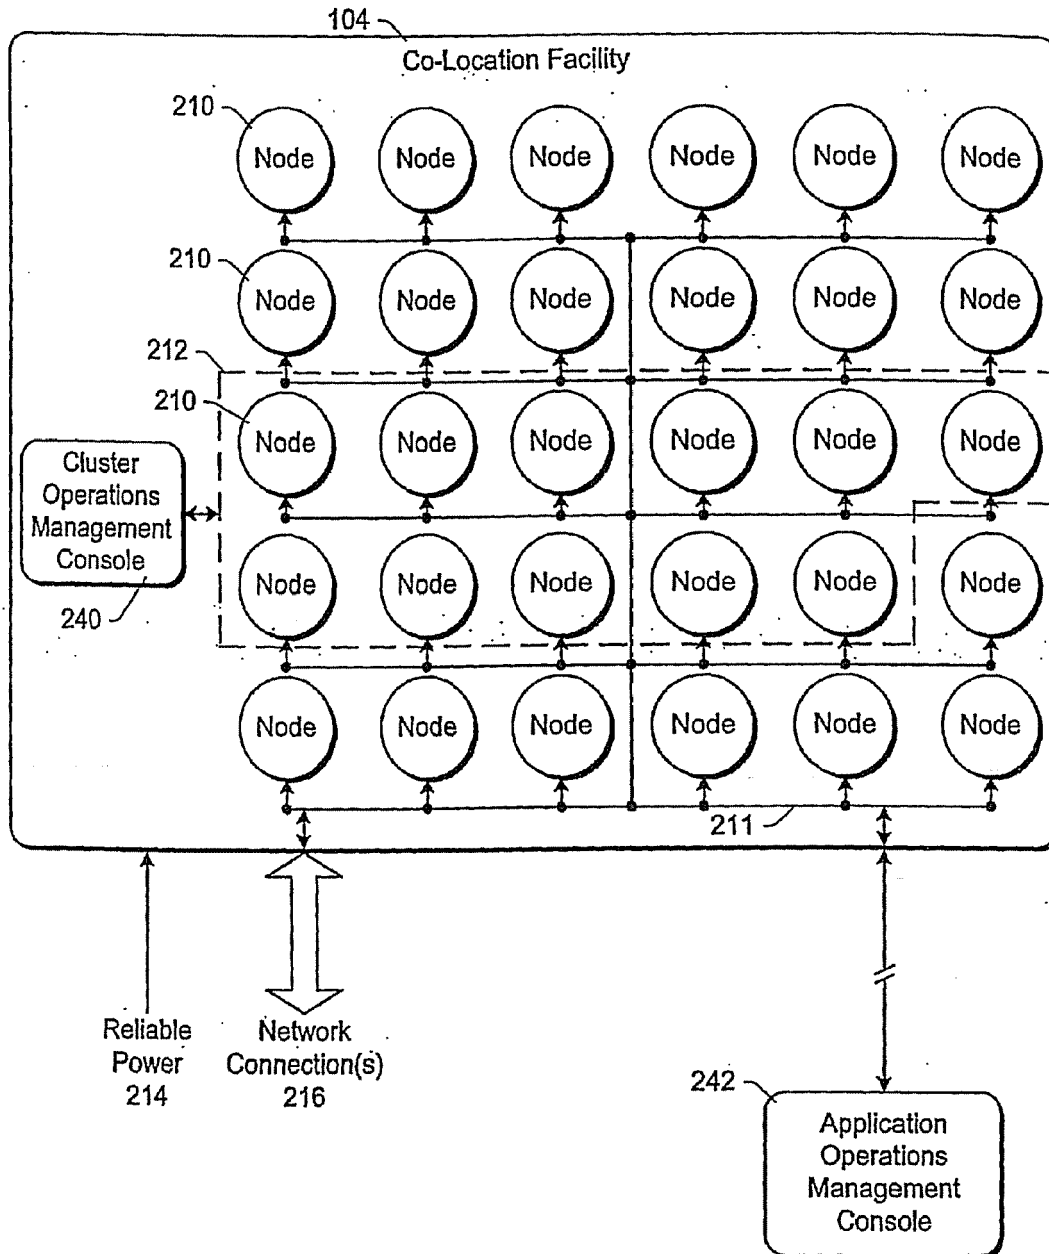 104
Co-Location Facility
210
Node Node Node Node Node Node
210
Node Node Node Node Node Node
212
210
Node Node Node Node Node Node
Cluster
Operations
Management
Console
240
Node Node Node Node Node Node
Node Node Node Node Node Node
211
Reliable
Power
214
Network
Connection(s)
216
242
Application
Operations
Management
Console